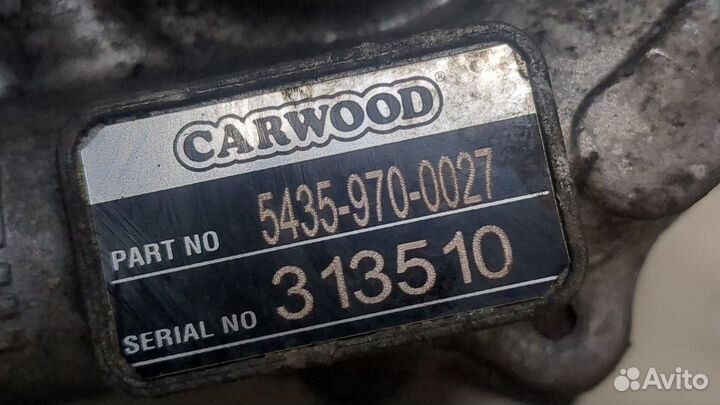 CARWOOD®
PART NO 5435-970-0027
SERIAL NO 313510
Avito